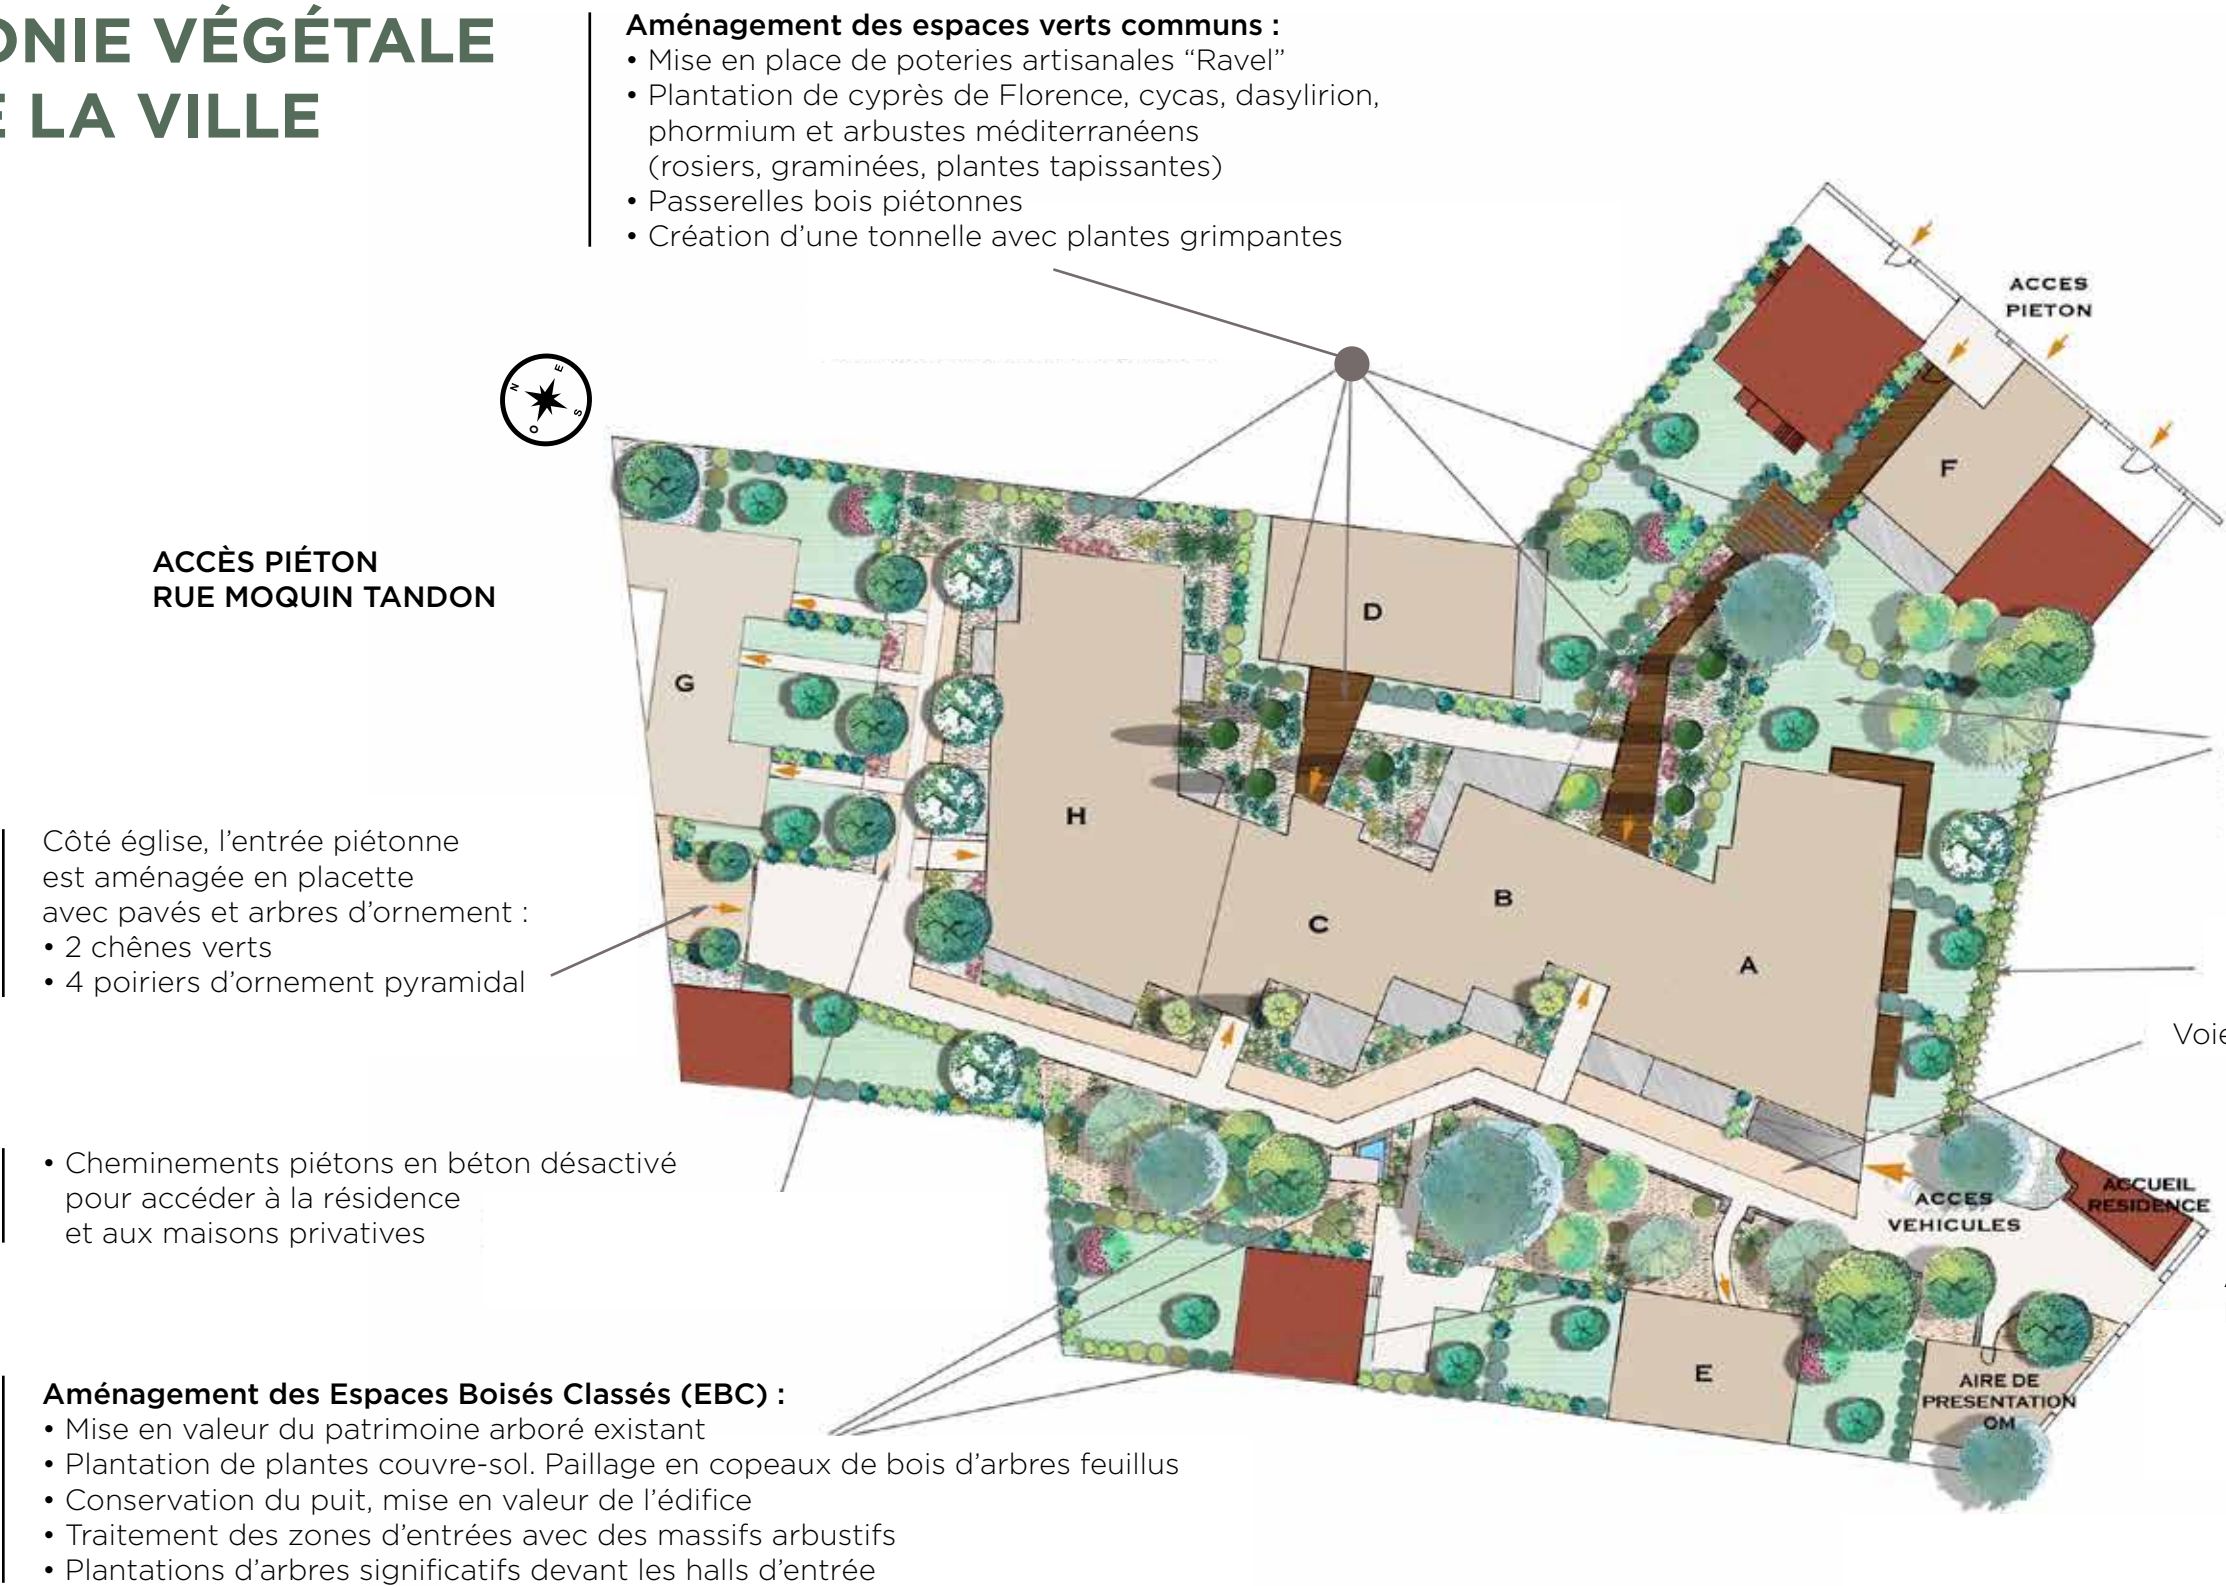 ONIE VÉGÉTALE
E LA VILLE
Aménagement des espaces verts communs :
• Mise en place de poteries artisanales “Ravel”
• Plantation de cyprès de Florence, cycas, dasylirion,
phormium et arbustes méditerranéens
(rosiers, graminées, plantes tapissantes)
• Passerelles bois piétonnes
• Création d’une tonnelle avec plantes grimpantes
ACCES
PIETON
N
E
S
O
F
ACCÈS PIÉTON
RUE MOQUIN TANDON
D
G
H
B
C
A
Côté église, l’entrée piétonne
est aménagée en placette
avec pavés et arbres d’ornement :
• 2 chênes verts
• 4 poiriers d’ornement pyramidal
Voie
• Cheminements piétons en béton désactivé
pour accéder à la résidence
et aux maisons privatives
ACCES
VEHICULES
ACCUEIL
RESIDENCE
E
AIRE DE
PRESENTATION
OM
Aménagement des Espaces Boisés Classés (EBC) :
• Mise en valeur du patrimoine arboré existant
• Plantation de plantes couvre-sol. Paillage en copeaux de bois d’arbres feuillus
• Conservation du puit, mise en valeur de l’édifice
• Traitement des zones d’entrées avec des massifs arbustifs
• Plantations d’arbres significatifs devant les halls d’entrée